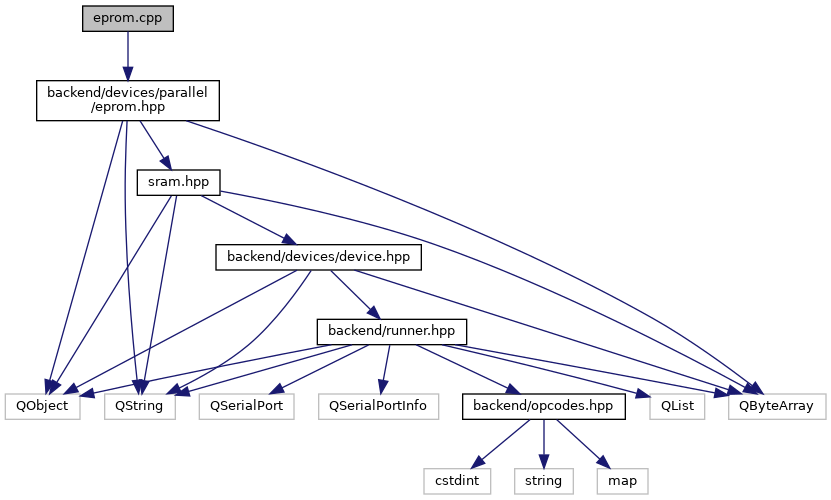 eprom.cpp
backend/devices/parallel
/eprom.hpp
sram.hpp
backend/devices/device.hpp
backend/runner.hpp
QObject
QString
QSerialPort
QSerialPortInfo
backend/opcodes.hpp
QList
QByteArray
cstdint
string
map